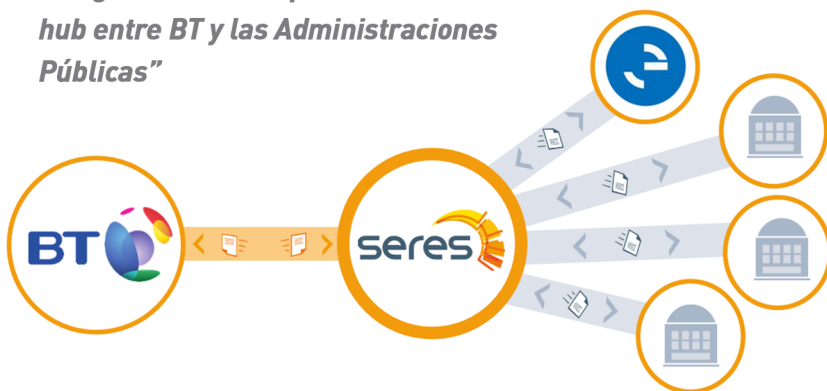 hub entre BT y las Administraciones
Públicas”
BT
seres